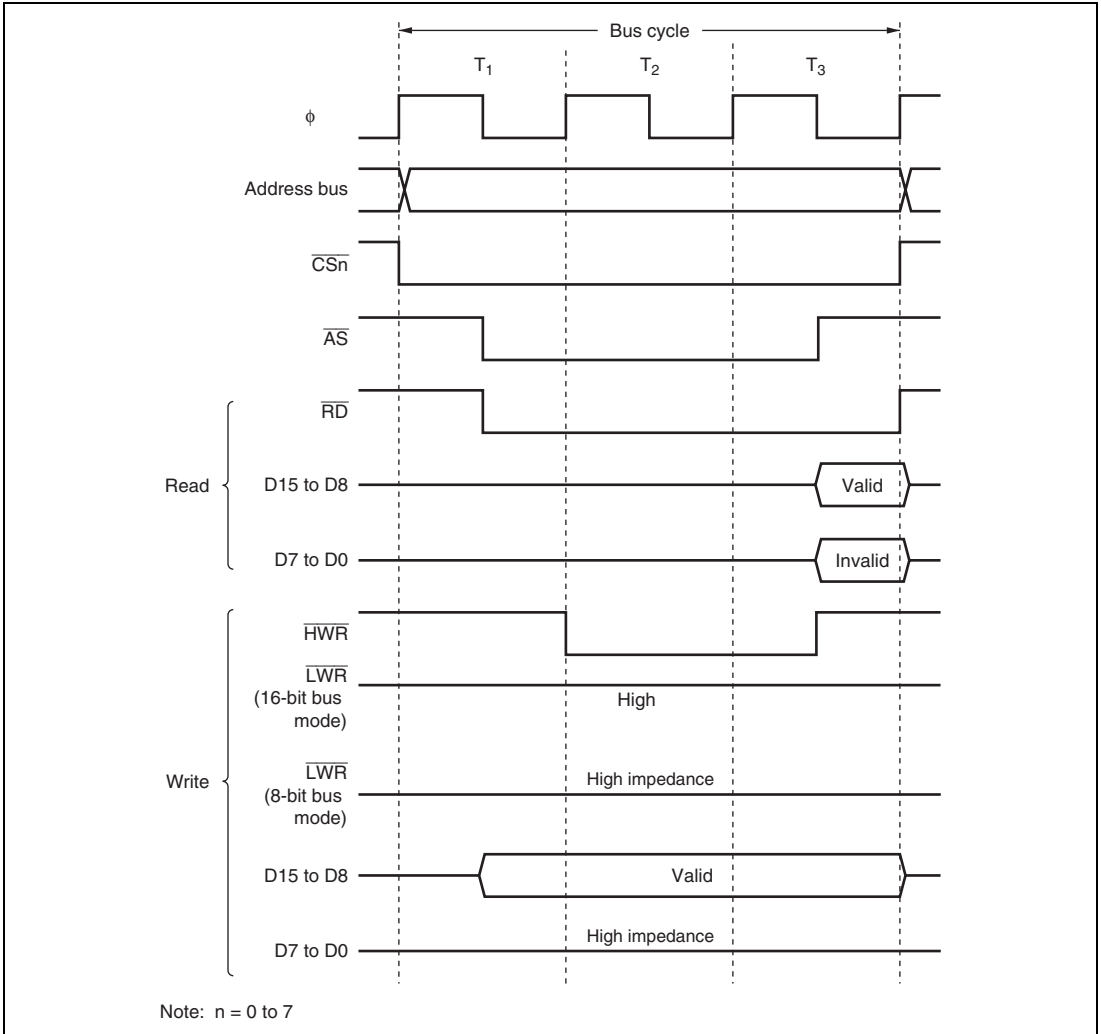 Bus cycle
T1 T2 T3
ϕ
Address bus
CSn
AS
RD
Read
D15 to D8
Valid
D7 to D0
Invalid
HWR
LWR
(16-bit bus
mode)
High
Write
LWR
(8-bit bus
mode)
High impedance
D15 to D8
Valid
D7 to D0
High impedance
Note: n = 0 to 7